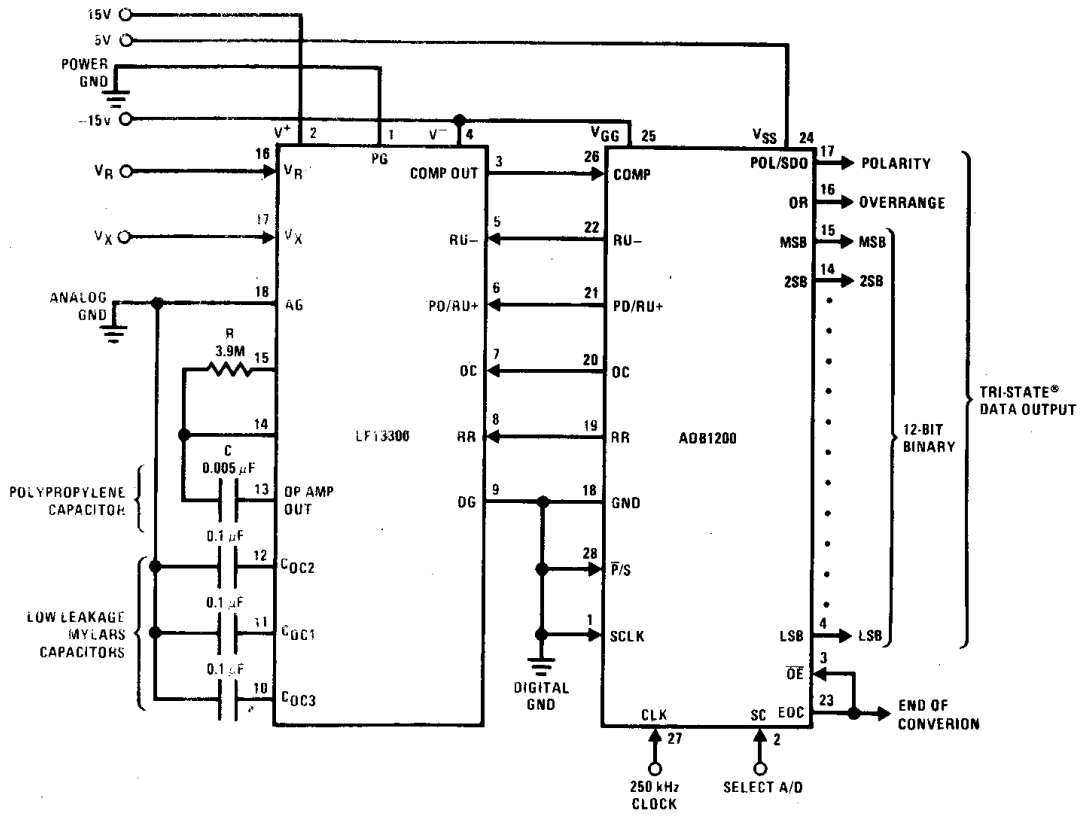 15V
5V
POWER
GND
-15V
V+ 2
1
V- 4
PG
VGG 25
VSS 24
16
VR
VR
3
COMP OUT
26
COMP
17
POL/SDO
POLARITY
16
OR
OVERRANGE
17
VX
VX
5
RU-
22
RU-
15
MSB
MSB
14
2SB
2SB
ANALOG
GND
18
AG
6
PD/RU+
21
PD/RU+
R
3.9M
15
7
OC
20
OC
TRI-STATE®
DATA OUTPUT
14
LF13300
8
RR
19
RR
ADB1200
12-BIT
BINARY
C
0.005 µF
POLYPROPYLENE
CAPACITOR
13
OP AMP
OUT
9
DG
18
GND
0.1 µF
12
COC2
28
P̅/S
0.1 µF
LOW LEAKAGE
MYLARS
CAPACITORS
11
COC1
1
SCLK
4
LSB
LSB
0.1 µF
10
COC3
DIGITAL
GND
3
O̅E̅
23
EOC
END OF
CONVERION
CLK
27
SC
2
250 kHz
CLOCK
SELECT A/D